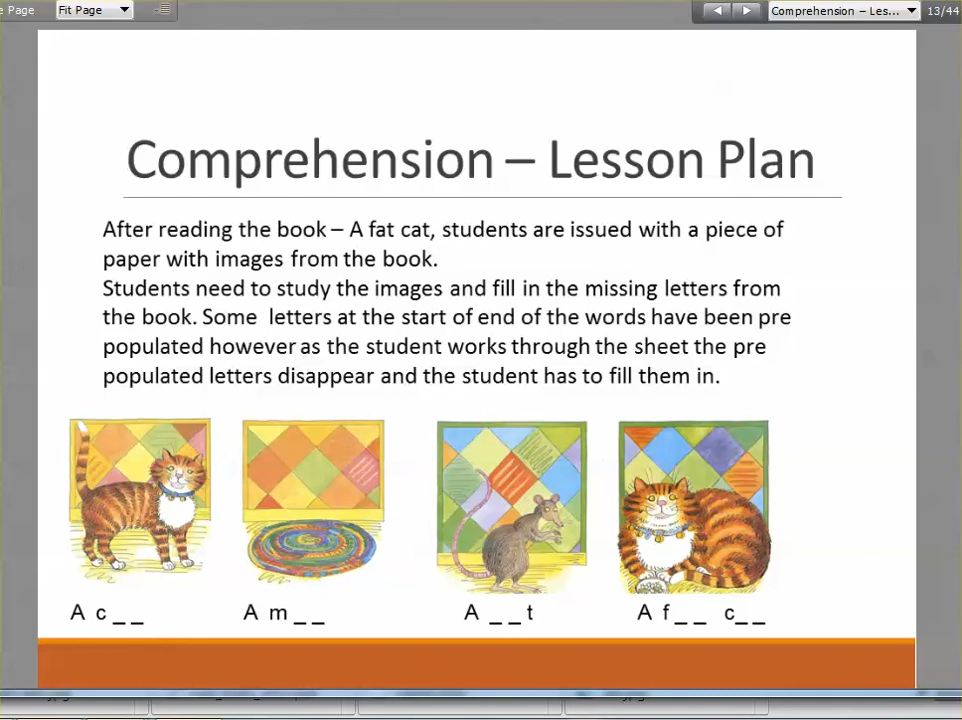 e Page Fit Page Comprehension – Les... 13/44
Comprehension – Lesson Plan
After reading the book – A fat cat, students are issued with a piece of
paper with images from the book.
Students need to study the images and fill in the missing letters from
the book. Some letters at the start of end of the words have been pre
populated however as the student works through the sheet the pre
populated letters disappear and the student has to fill them in.
A c _ _ A m _ _ A _ _ t A f _ _ c _ _